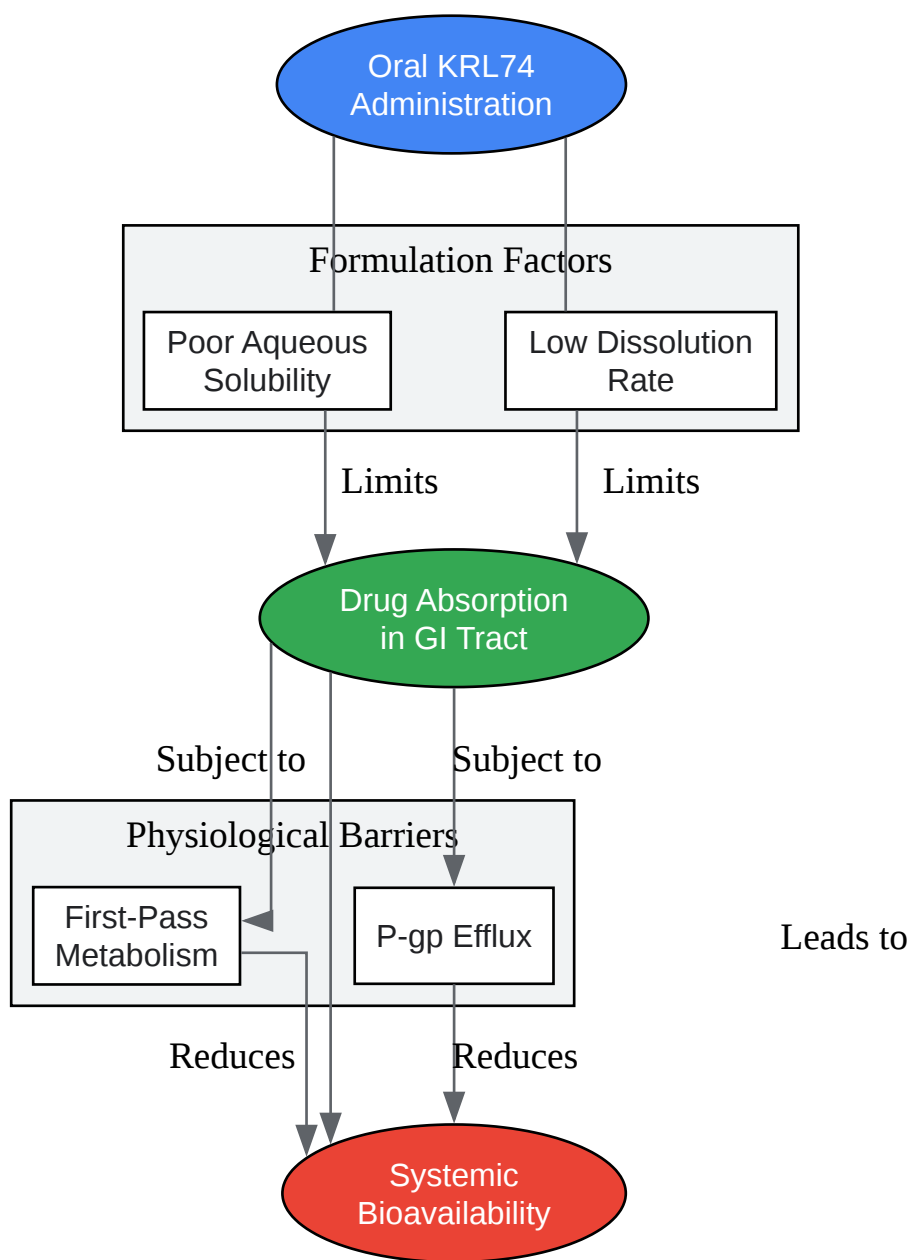 Oral KRL74
Administration
Formulation Factors
Poor Aqueous
Solubility
Low Dissolution
Rate
Limits
Limits
Drug Absorption
in GI Tract
Subject to
Subject to
Physiological Barriers
First-Pass
Metabolism
P-gp Efflux
Leads to
Reduces
Reduces
Systemic
Bioavailability